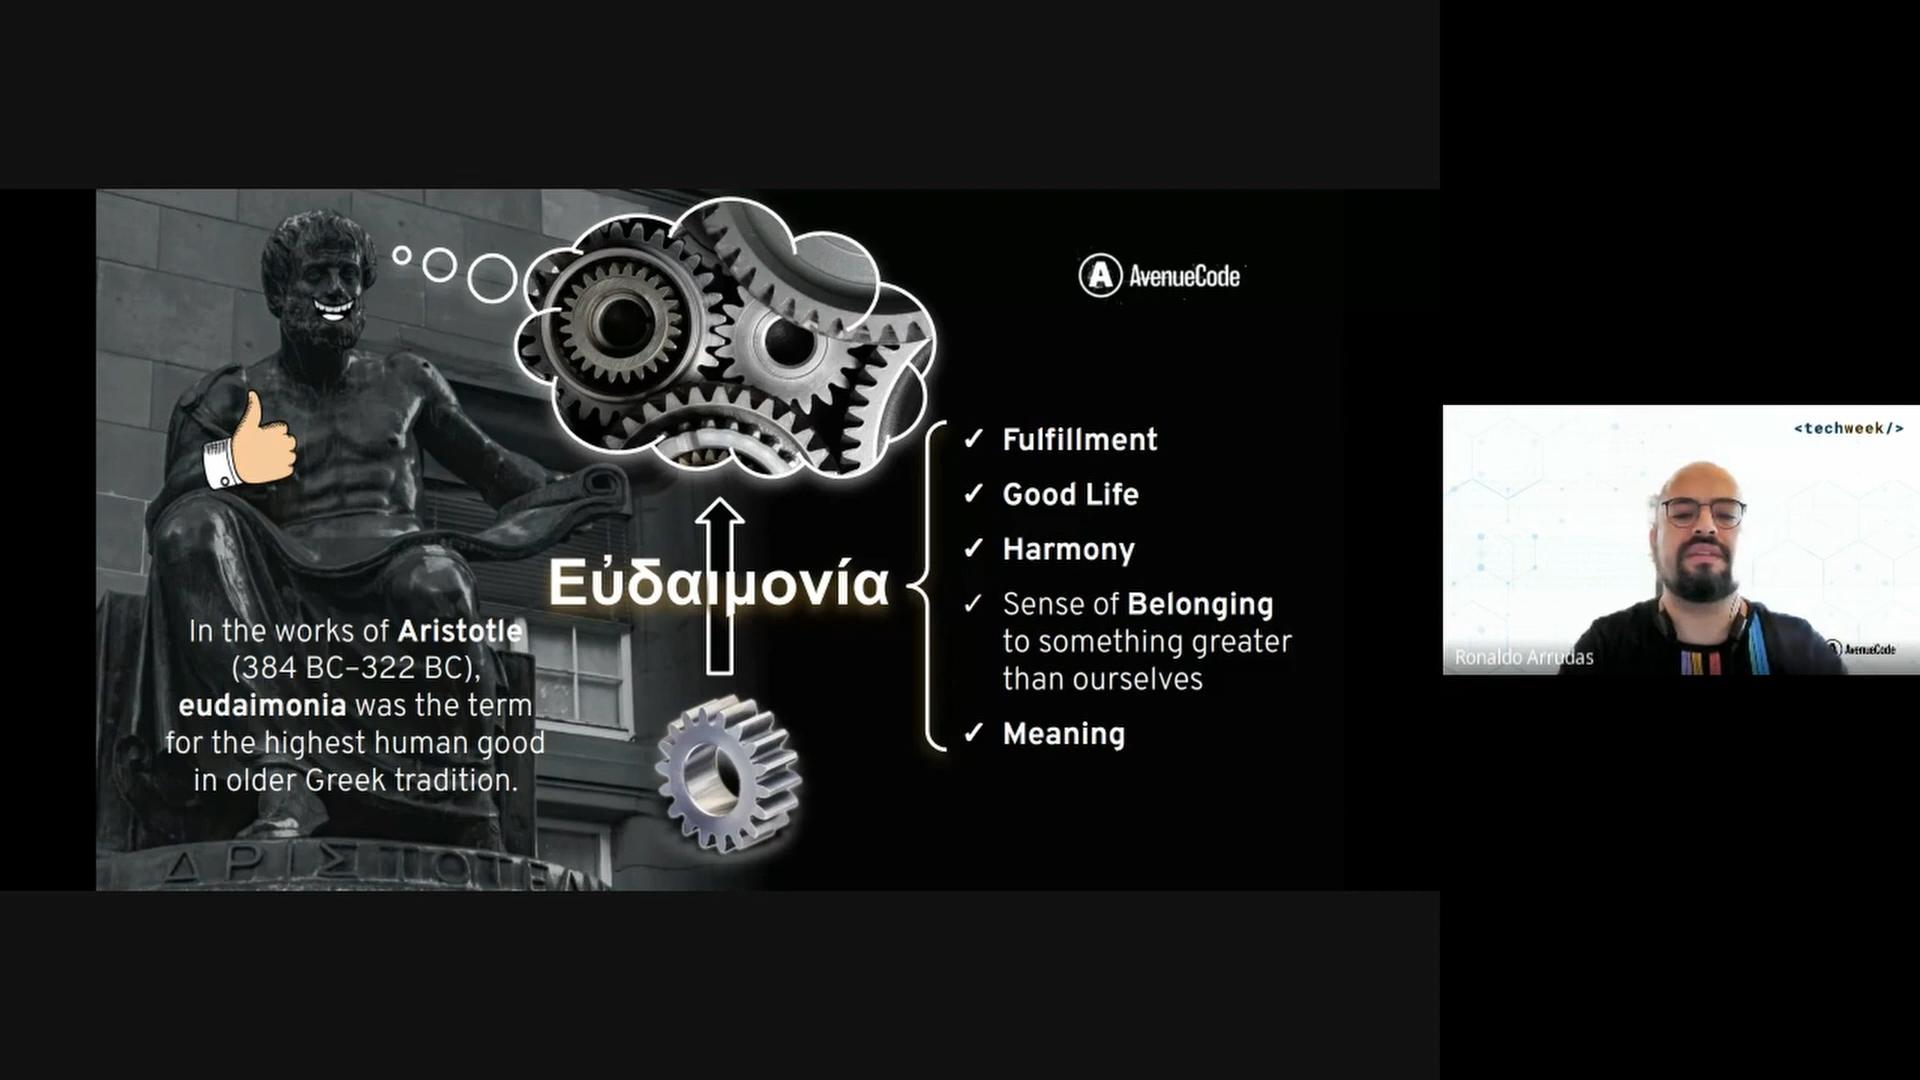 AvenueCode
Εὐδαιμονία
In the works of Aristotle
(384 BC–322 BC),
eudaimonia was the term
for the highest human good
in older Greek tradition.
✓ Fulfillment
✓ Good Life
✓ Harmony
✓ Sense of Belonging
to something greater
than ourselves
✓ Meaning
<techweek/>
Ronaldo Arrudas
AvenueCode